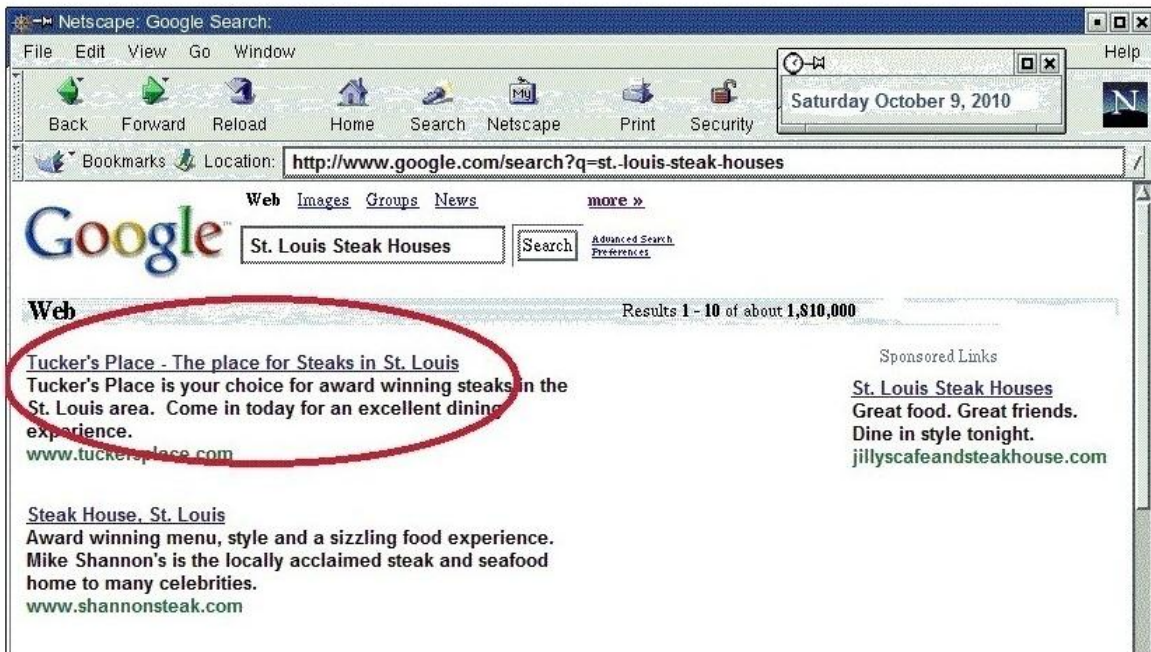 Netscape: Google Search:
File Edit View Go Window Help
Saturday October 9, 2010
Back Forward Reload Home Search Netscape Print Security
My
N
Bookmarks Location: http://www.google.com/search?q=st.-louis-steak-houses
Google
Web Images Groups News more »
St. Louis Steak Houses Search Advanced Search
Preferences
Web Results 1 - 10 of about 1,810,000
Tucker's Place - The place for Steaks in St. Louis
Tucker's Place is your choice for award winning steaks in the
St. Louis area. Come in today for an excellent dining
experience.
www.tuckersplace.com
Steak House, St. Louis
Award winning menu, style and a sizzling food experience.
Mike Shannon's is the locally acclaimed steak and seafood
home to many celebrities.
www.shannonsteak.com
Sponsored Links
St. Louis Steak Houses
Great food. Great friends.
Dine in style tonight.
jillyscafeandsteakhouse.com